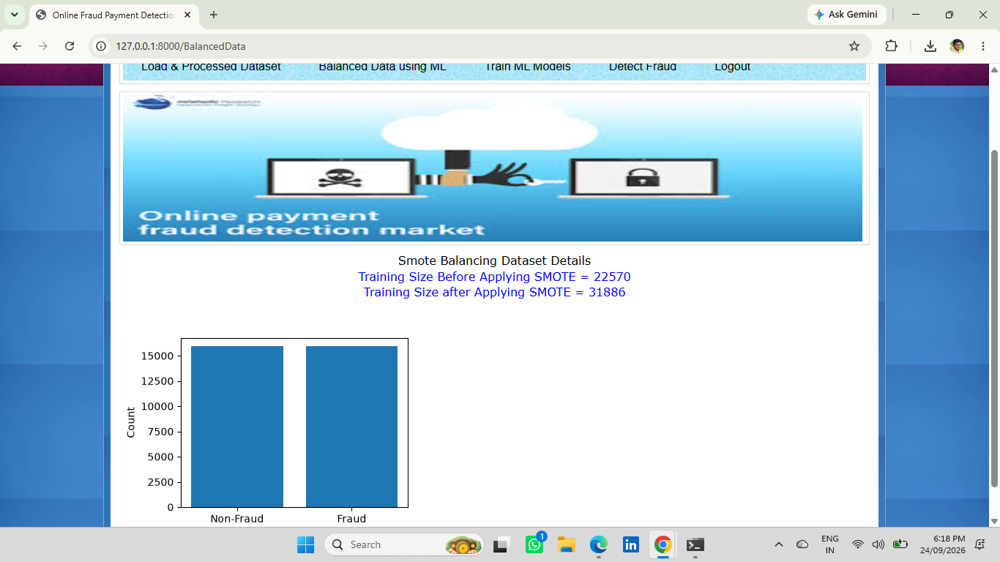 Online Fraud Payment Detectio
Ask Gemini
127.0.0.1:8000/BalancedData
Load & Processed Dataset Balanced Data using ML Train ML Models Detect Fraud Logout
Online payment
fraud detection market
Smote Balancing Dataset Details
Training Size Before Applying SMOTE = 22570
Training Size after Applying SMOTE = 31886
15000
12500
10000
7500
5000
2500
0
Count
Non-Fraud Fraud
Search
1
ENG
IN
6:18 PM
24/09/2026